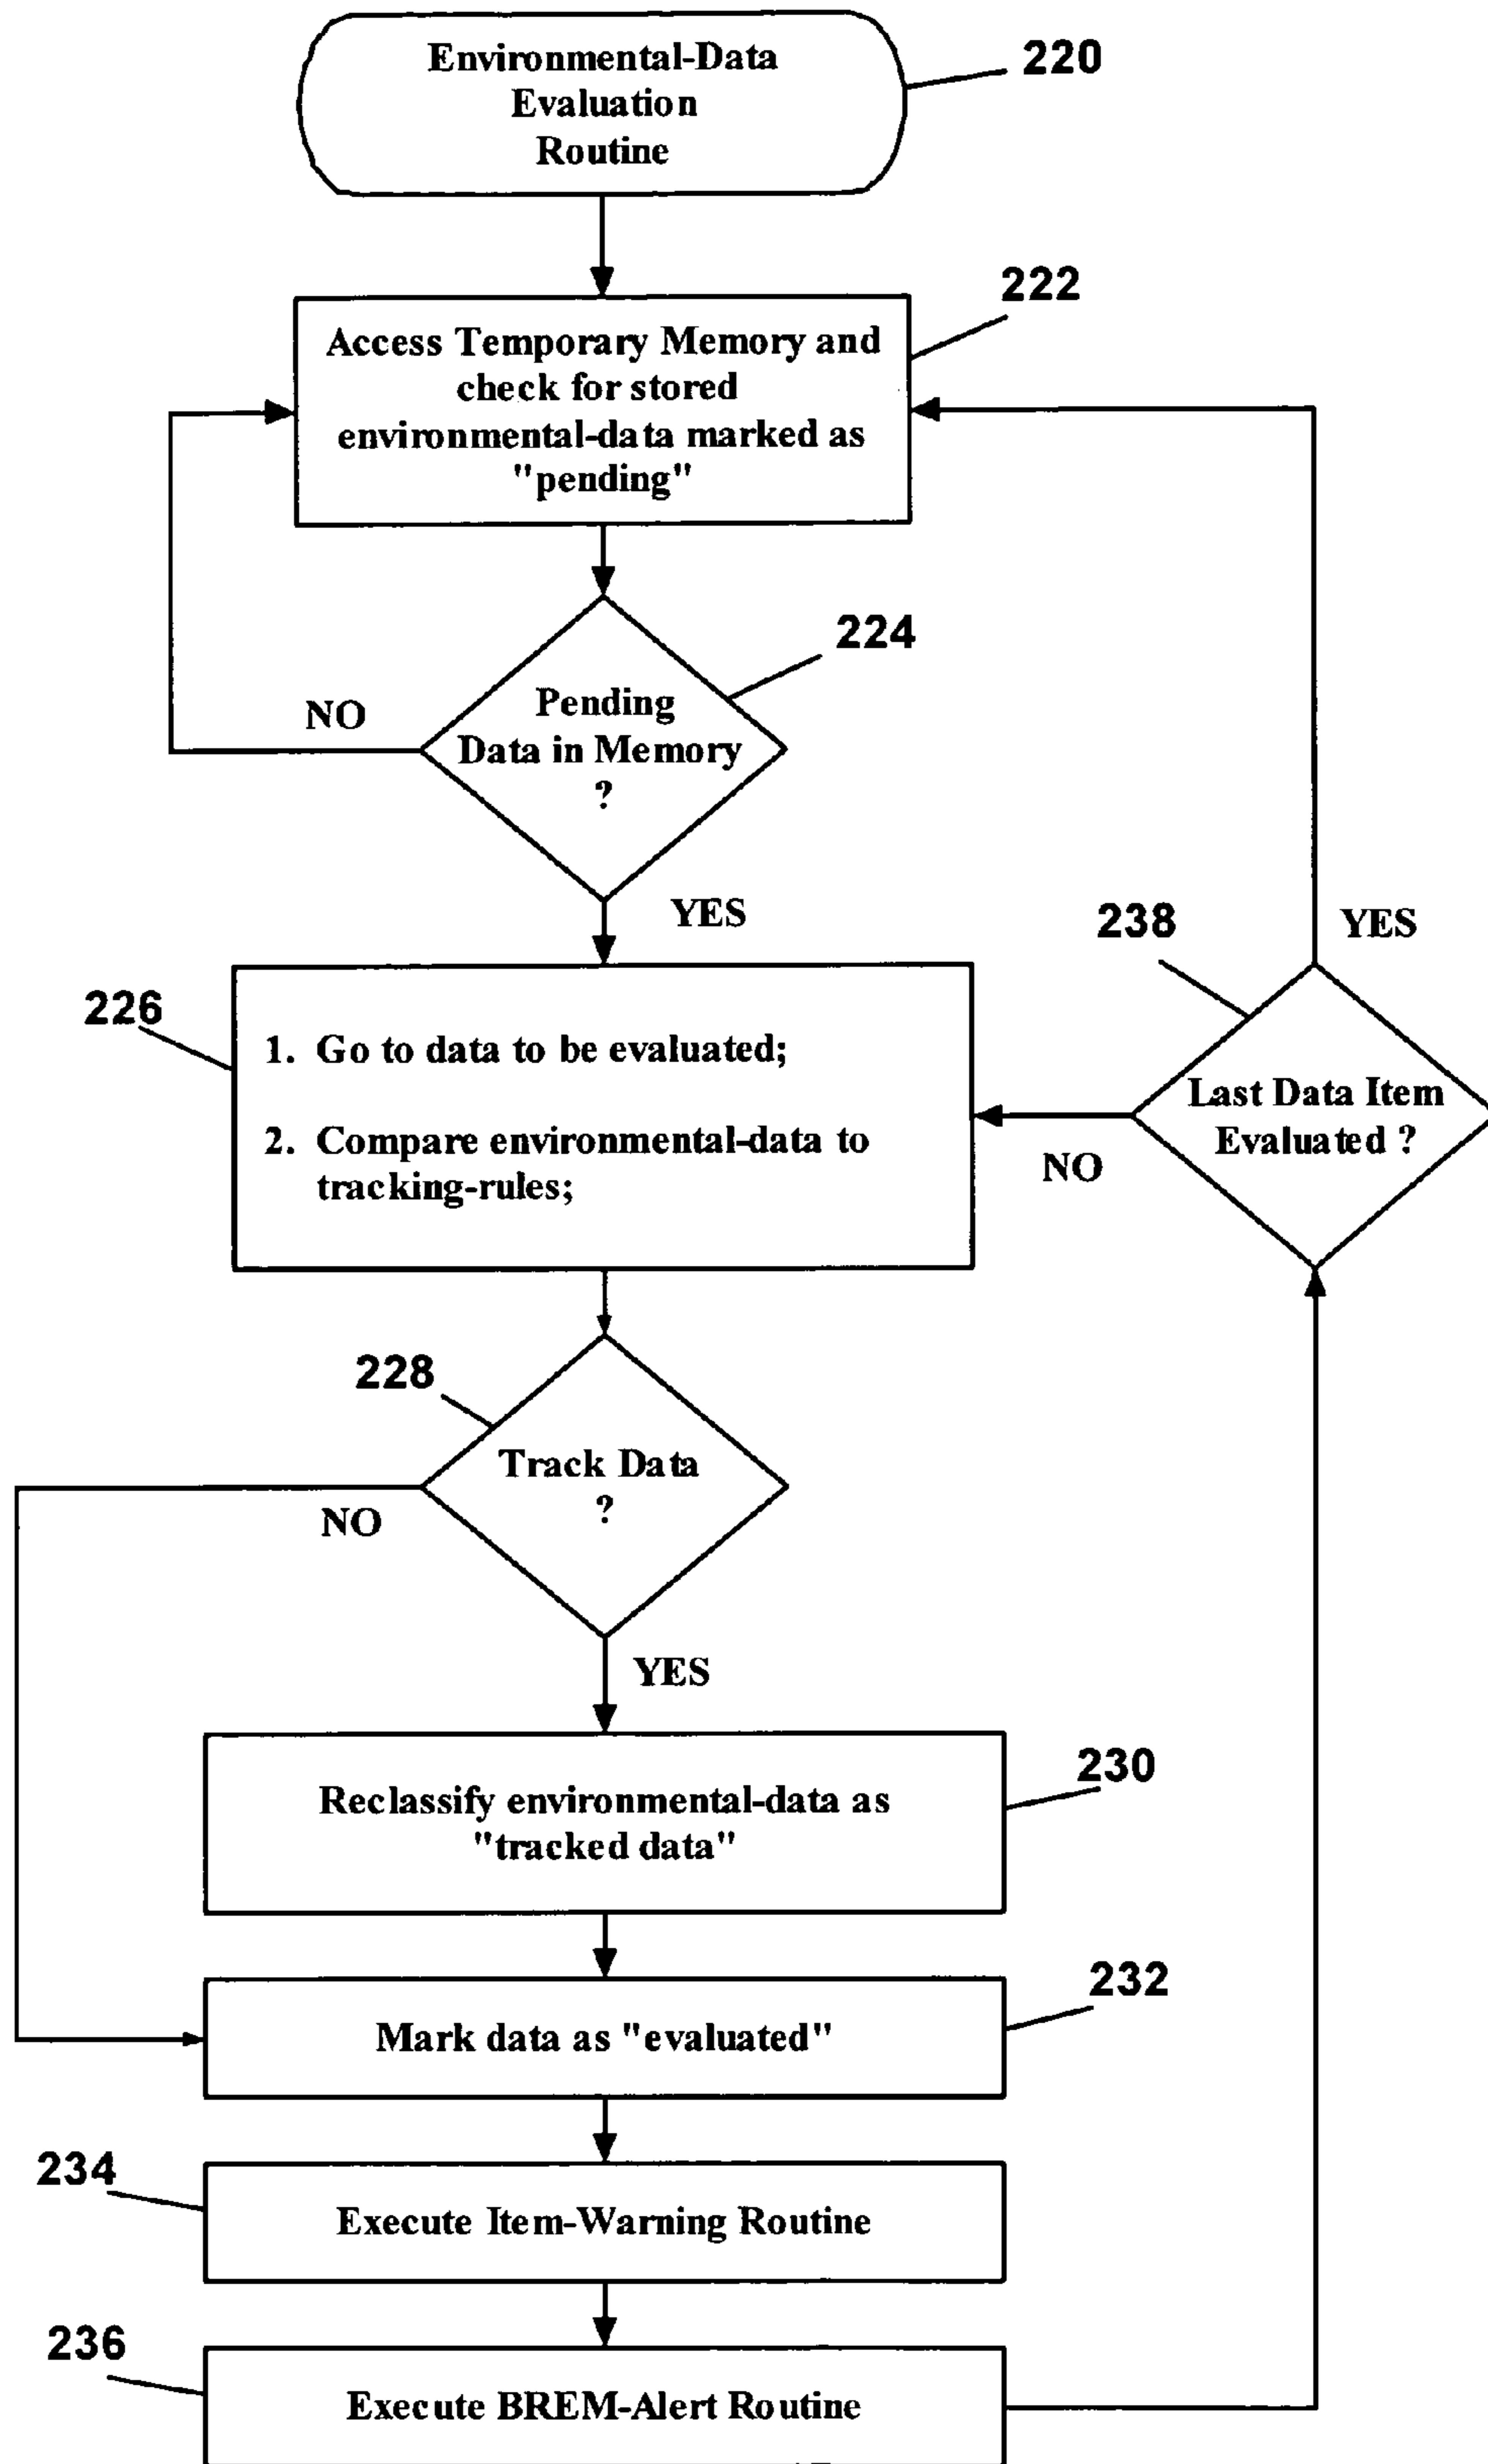 Environmental-Data
Evaluation
Routine
220
222
Access Temporary Memory and
check for stored
environmental-data marked as
"pending"
224
NO
Pending
Data in Memory
?
YES
238
YES
226
1. Go to data to be evaluated;
2. Compare environmental-data to
tracking-rules;
Last Data Item
Evaluated ?
NO
228
Track Data
?
NO
YES
230
Reclassify environmental-data as
"tracked data"
232
Mark data as "evaluated"
234
Execute Item-Warning Routine
236
Execute BREM-Alert Routine